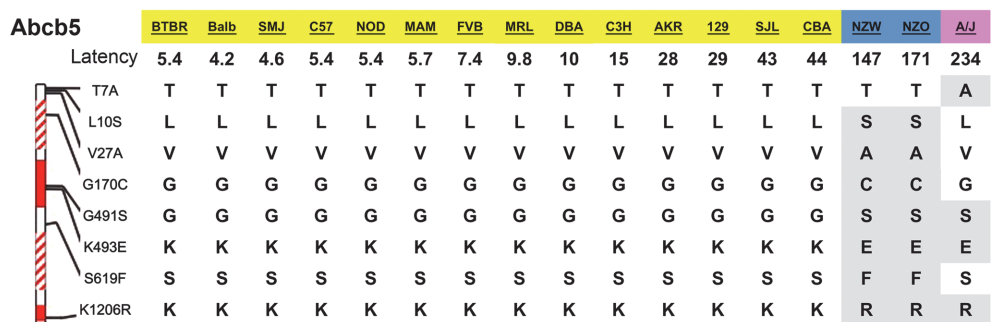 Abcb5 BTBR Balb SMJ C57 NOD MAM FVB MRL DBA C3H AKR 129 SJL CBA NZW NZO A/J
Latency 5.4 4.2 4.6 5.4 5.4 5.7 7.4 9.8 10 15 28 29 43 44 147 171 234
T7A T T T T T T T T T T T T T T T T A
L10S L L L L L L L L L L L L L L S S L
V27A V V V V V V V V V V V V V V A A V
G170C G G G G G G G G G G G G G G C C G
G491S G G G G G G G G G G G G G G S S S
K493E K K K K K K K K K K K K K K E E E
S619F S S S S S S S S S S S S S S F F S
K1206R K K K K K K K K K K K K K K R R R